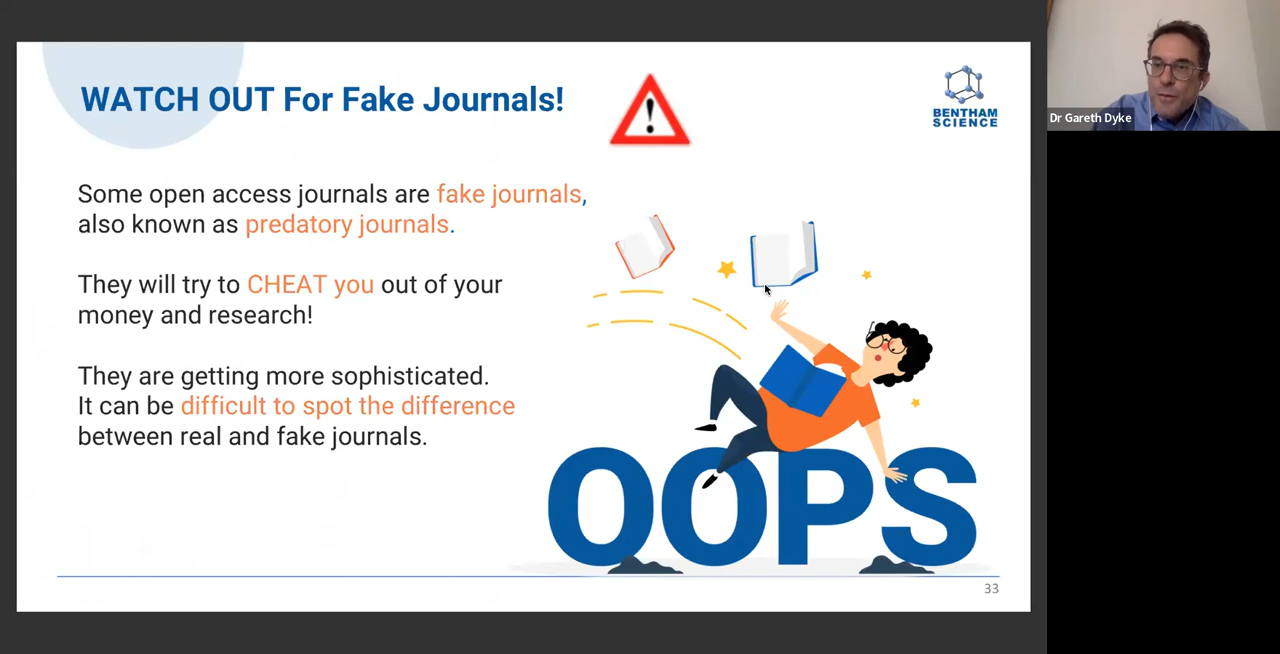 WATCH OUT For Fake Journals!
BENTHAM
SCIENCE
Dr Gareth Dyke
Some open access journals are fake journals,
also known as predatory journals.
They will try to CHEAT you out of your
money and research!
They are getting more sophisticated.
It can be difficult to spot the difference
between real and fake journals.
!
OOPS
33